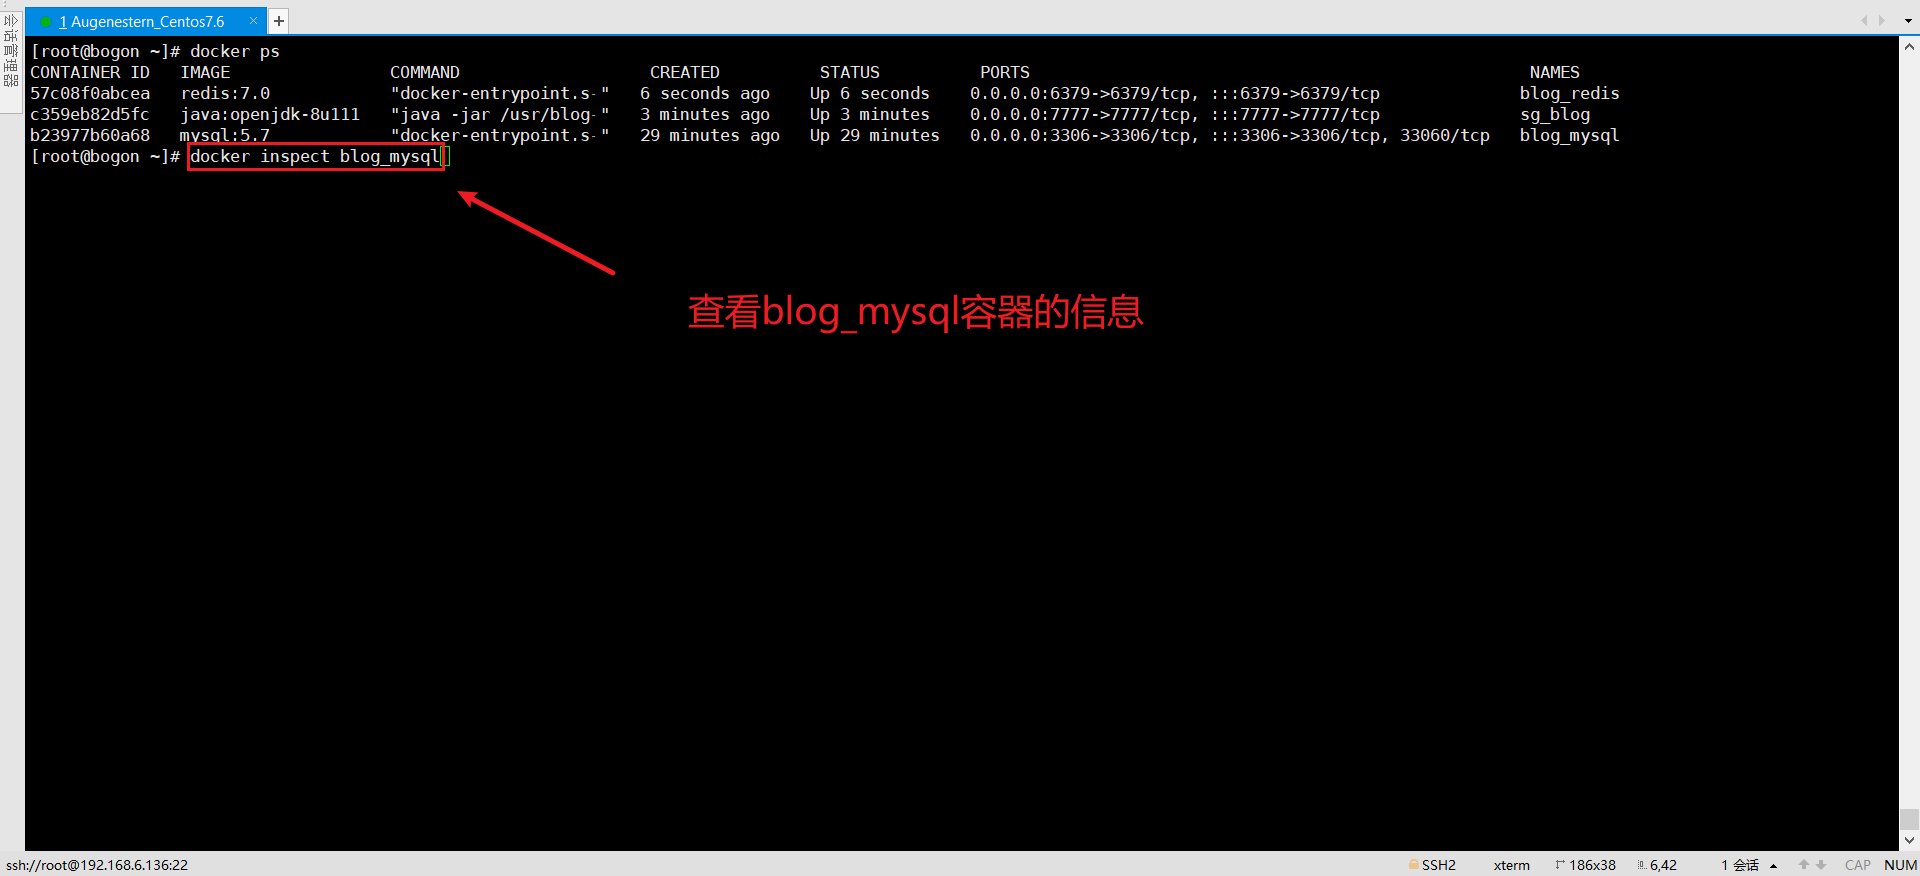 1 Augenestern_Centos7.6 × +
会话管理器
[root@bogon ~]# docker ps
CONTAINER ID   IMAGE                COMMAND                   CREATED          STATUS          PORTS                                                  NAMES
57c08f0abcea   redis:7.0            "docker-entrypoint.s…"   6 seconds ago    Up 6 seconds    0.0.0.0:6379->6379/tcp, :::6379->6379/tcp              blog_redis
c359eb82d5fc   java:openjdk-8u111   "java -jar /usr/blog…"   3 minutes ago    Up 3 minutes    0.0.0.0:7777->7777/tcp, :::7777->7777/tcp              sg_blog
b23977b60a68   mysql:5.7            "docker-entrypoint.s…"   29 minutes ago   Up 29 minutes   0.0.0.0:3306->3306/tcp, :::3306->3306/tcp, 33060/tcp   blog_mysql
[root@bogon ~]# docker inspect blog_mysql
查看blog_mysql容器的信息
ssh://root@192.168.6.136:22 SSH2 xterm 186x38 6,42 1 会话 CAP NUM